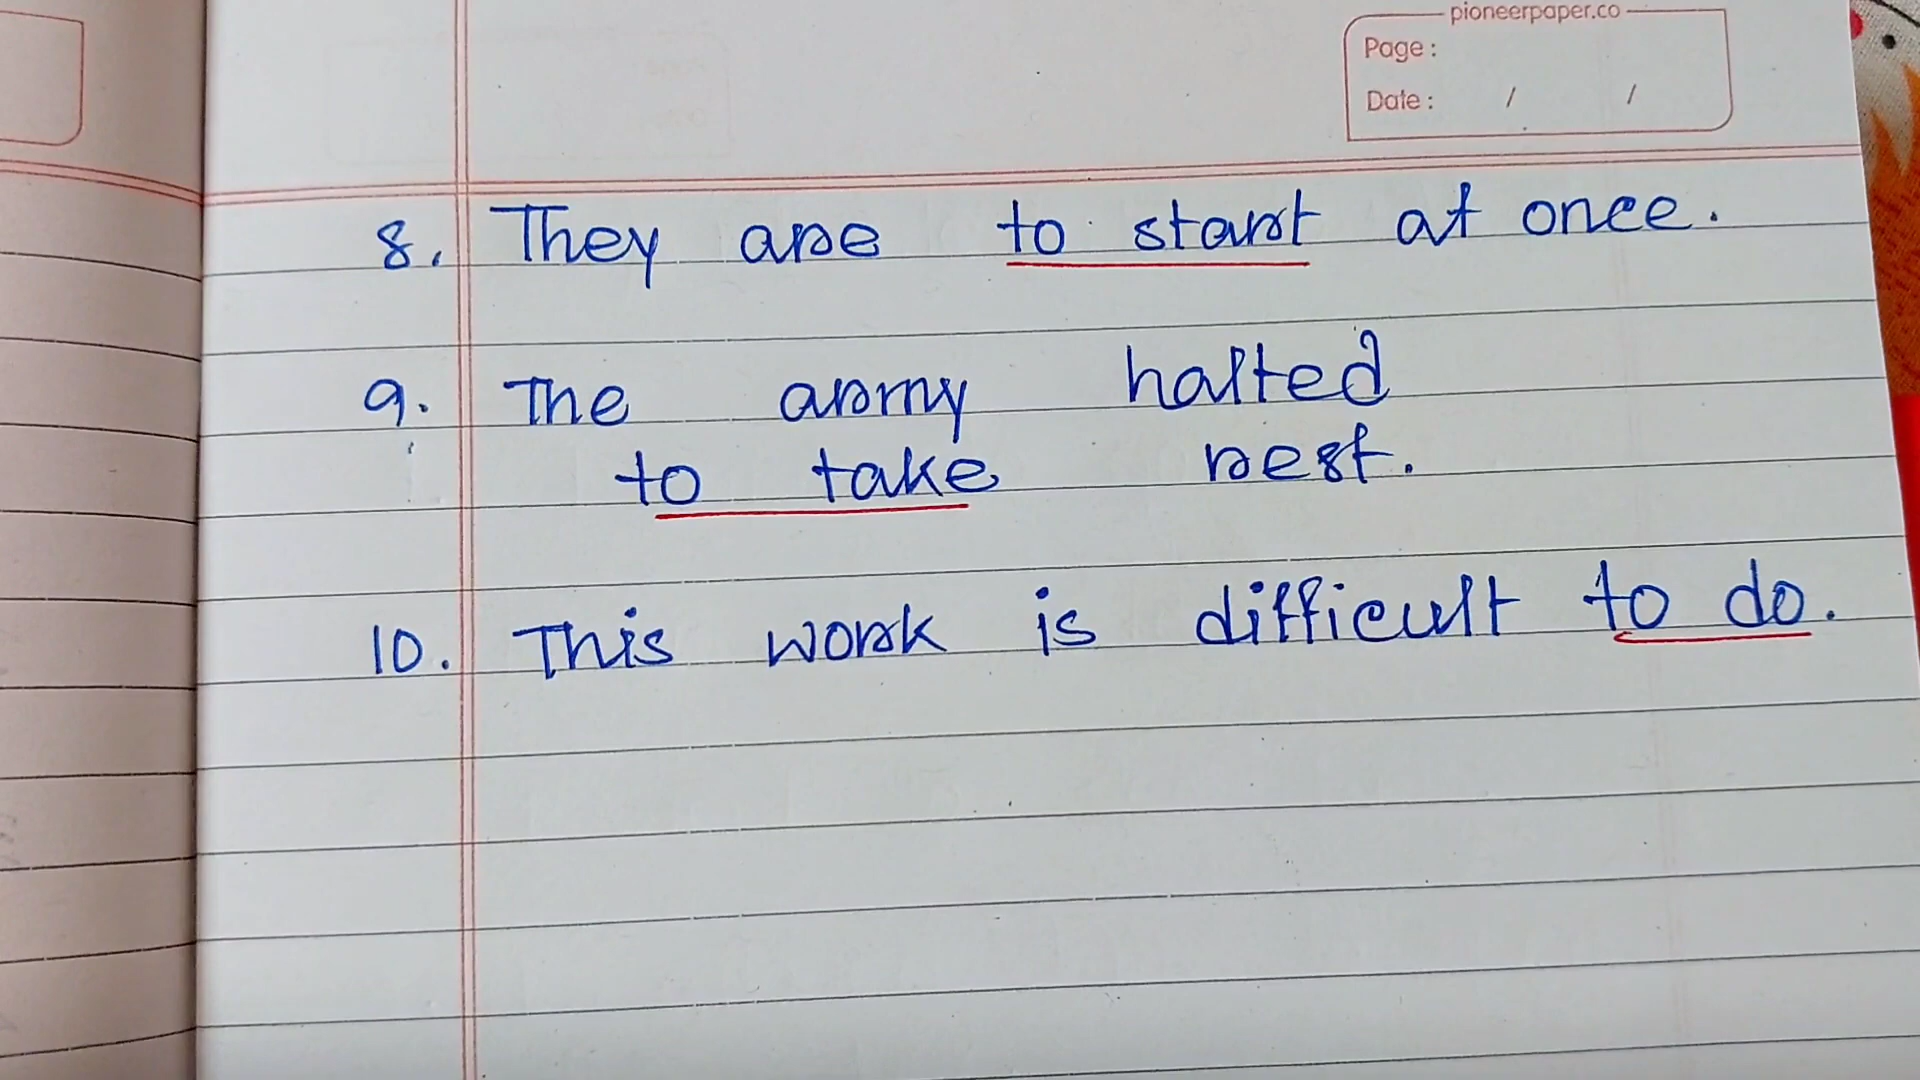 pioneerpaper.co
Page :
Date : / /
8. They are to start at once.
9. The army halted
to take rest.
10. This work is difficult to do.